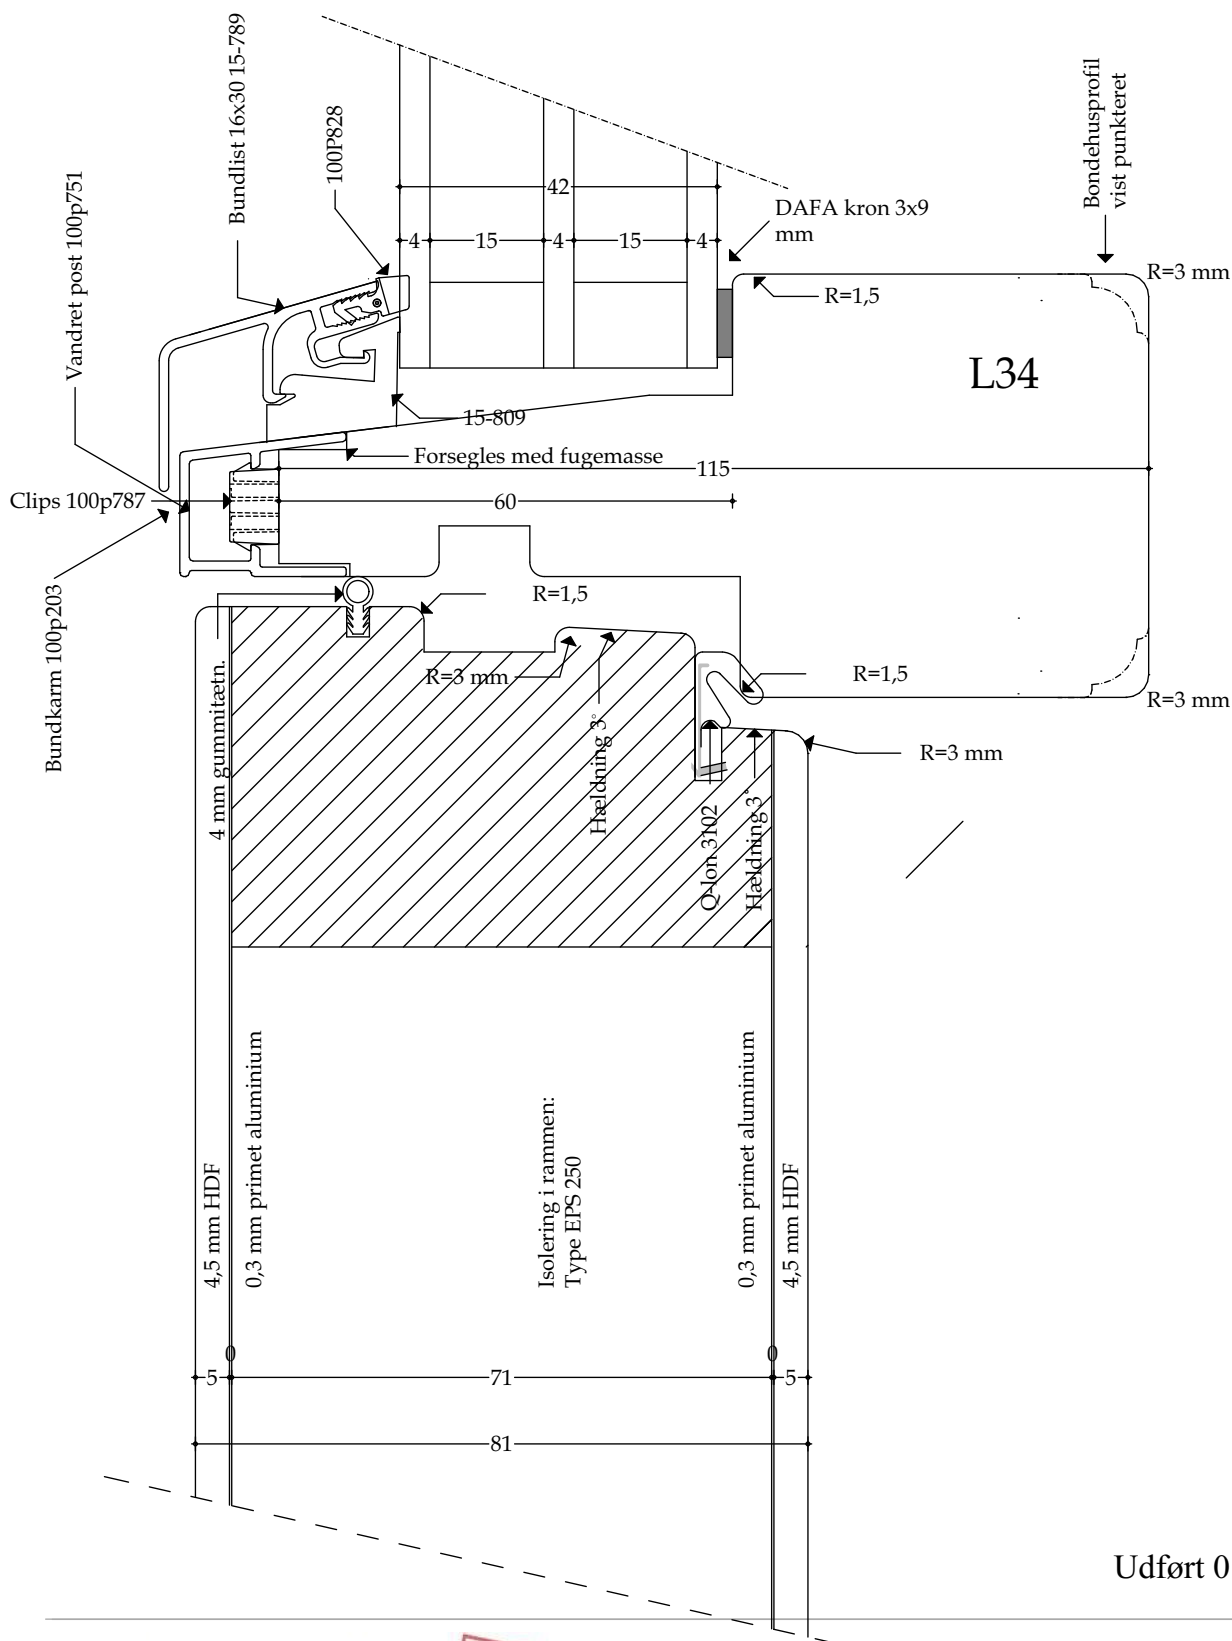 Bundlist 16x30 15-789
100P828
Vandret post 100p751
Bondehusprofil
vist punkteret
42
DAFA kron 3x9
mm
4
15
4
15
4
R=3 mm
R=1,5
L34
15-809
Forsegles med fugemasse
115
Clips 100p787
60
Bundkarm 100p203
R=1,5
4 mm gummitætn.
R=3 mm
Hældning 3°
R=1,5
R=3 mm
R=3 mm
Q-lon 3102
Hældning 3°
4,5 mm HDF
0,3 mm primet aluminium
Isolering i rammen:
Type EPS 250
0,3 mm primet aluminium
4,5 mm HDF
0
0
5
71
5
81
Udført 0